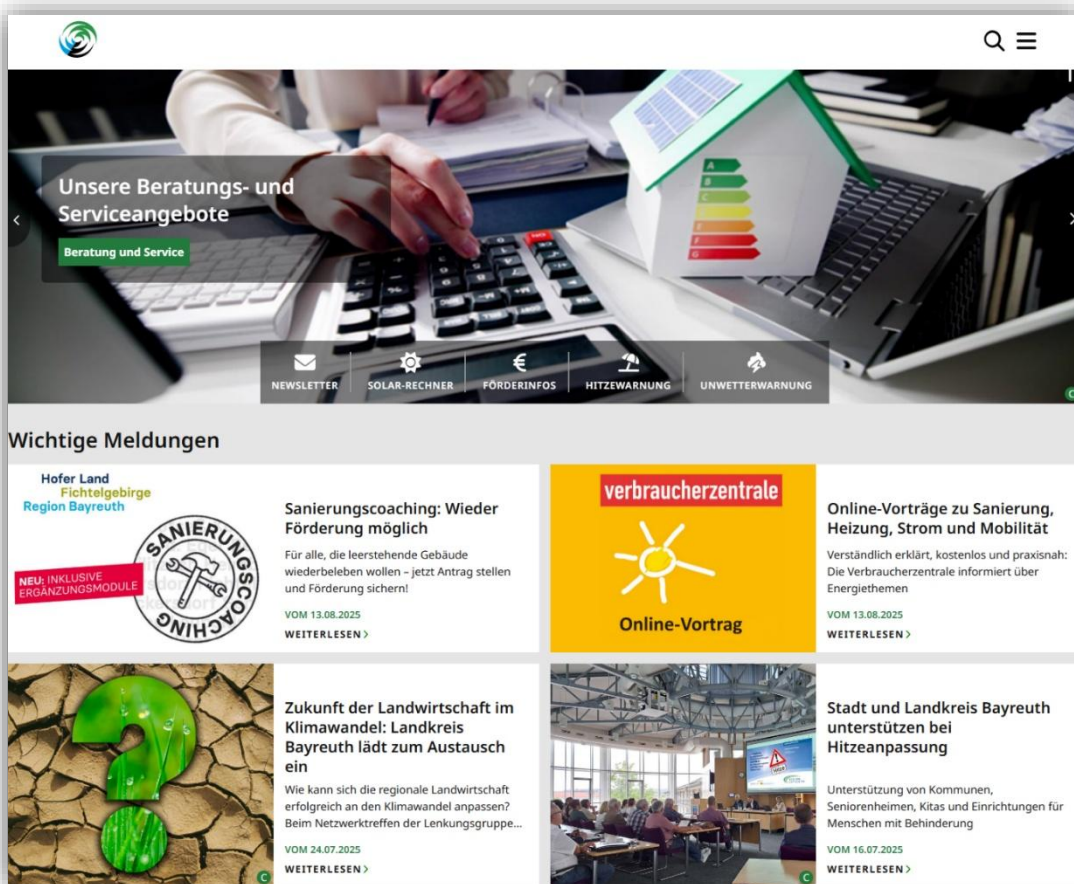 Unsere Beratungs- und
Serviceangebote
Beratung und Service
A
B
C
E
F
G
NEWSLETTER
SOLAR-RECHNER
FÖRDERINFOS
HITZEWARNUNG
UNWETTERWARNUNG
Wichtige Meldungen
Hofer Land
Fichtelgebirge
Region Bayreuth
NEU: INKLUSIVE
ERGÄNZUNGSMODULE
SANIERUNGSCOACHING
Sanierungscoaching: Wieder
Förderung möglich
Für alle, die leerstehende Gebäude
wiederbeleben wollen – jetzt Antrag stellen
und Förderung sichern!
VOM 13.08.2025
WEITERLESEN
verbraucherzentrale
Online-Vortrag
Online-Vorträge zu Sanierung,
Heizung, Strom und Mobilität
Verständlich erklärt, kostenlos und praxisnah:
Die Verbraucherzentrale informiert über
Energiethemen
VOM 13.08.2025
WEITERLESEN
C
Zukunft der Landwirtschaft im
Klimawandel: Landkreis
Bayreuth lädt zum Austausch
ein
Wie kann sich die regionale Landwirtschaft
erfolgreich an den Klimawandel anpassen?
Beim Netzwerktreffen der Lenkungsgruppe...
VOM 24.07.2025
WEITERLESEN
C
Stadt und Landkreis Bayreuth
unterstützen bei
Hitzeanpassung
Unterstützung von Kommunen,
Seniorenheimen, Kitas und Einrichtungen für
Menschen mit Behinderung
VOM 16.07.2025
WEITERLESEN